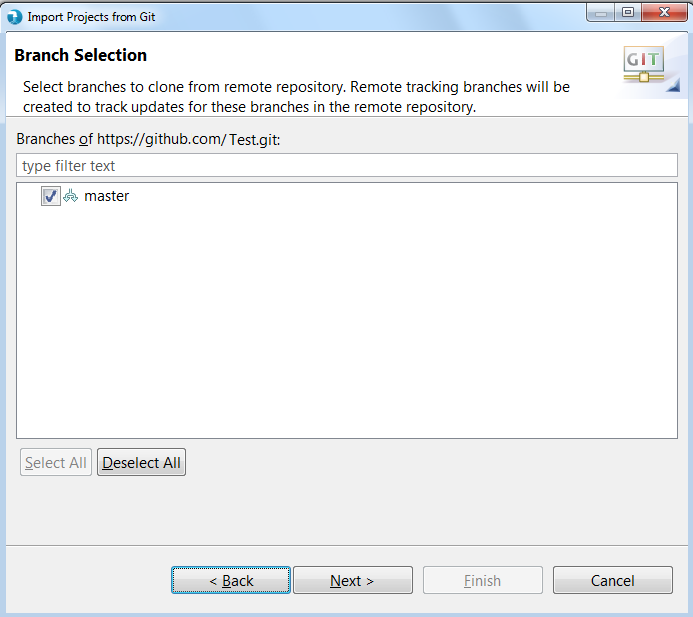 Import Projects from Git
Branch Selection
GIT
Select branches to clone from remote repository. Remote tracking branches will be
created to track updates for these branches in the remote repository.
Branches of https://github.com/ Test.git:
type filter text
master
Select All Deselect All
< Back Next > Finish Cancel